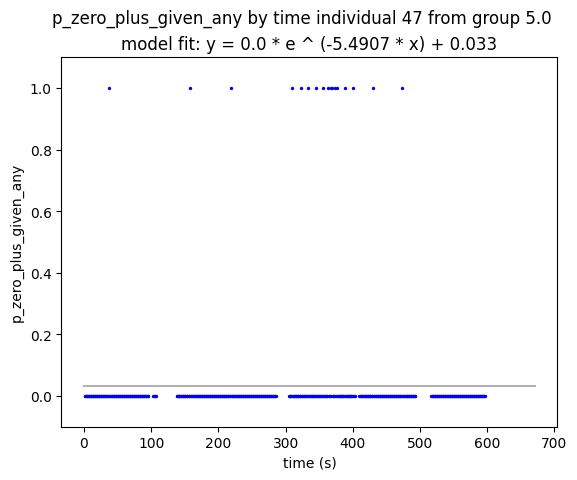 p_zero_plus_given_any by time individual 47 from group 5.0
model fit: y = 0.0 * e ^ (-5.4907 * x) + 0.033
1.0
0.8
0.6
0.4
0.2
0.0
p_zero_plus_given_any
0 100 200 300 400 500 600 700
time (s)